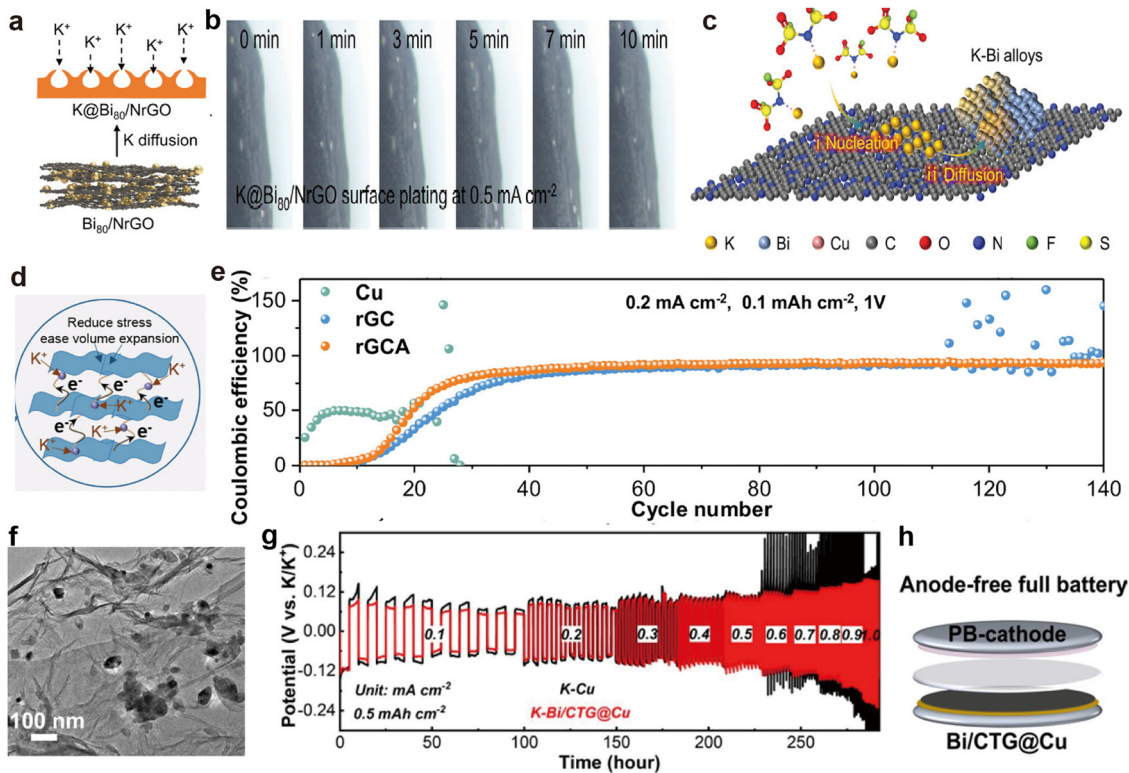 a
K⁺
K⁺ K⁺ K⁺ K⁺
K@Bi₈₀/NrGO
K diffusion
Bi₈₀/NrGO
b
0 min 1 min 3 min 5 min 7 min 10 min
K@Bi₈₀/NrGO surface plating at 0.5 mA cm⁻²
c
K-Bi alloys
i Nucleation
ii Diffusion
K Bi Cu C O N F S
d
Reduce stress
ease volume expansion
K⁺ K⁺
e⁻ e⁻ e⁻
K⁺
e⁻ K⁺ e⁻
K⁺
e
Coulombic efficiency (%)
150
100
50
0
Cu
rGC
rGCA
0.2 mA cm⁻², 0.1 mAh cm⁻², 1V
0 20 40 60 80 100 120 140
Cycle number
f
100 nm
g
Potential (V vs. K/K⁺)
0.24
0.12
0.00
-0.12
-0.24
0.1 0.2 0.3 0.4 0.5 0.6 0.7 0.8 0.9 1.0
Unit: mA cm⁻²
0.5 mAh cm⁻²
K-Cu
K-Bi/CTG@Cu
0 50 100 150 200 250
Time (hour)
h
Anode-free full battery
PB-cathode
Bi/CTG@Cu